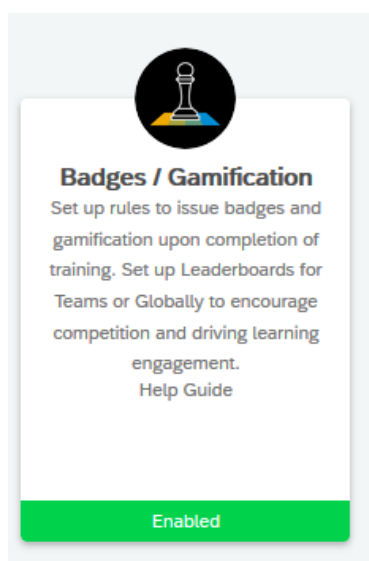 Badges / Gamification
Set up rules to issue badges and
gamification upon completion of
training. Set up Leaderboards for
Teams or Globally to encourage
competition and driving learning
engagement.
Help Guide
Enabled